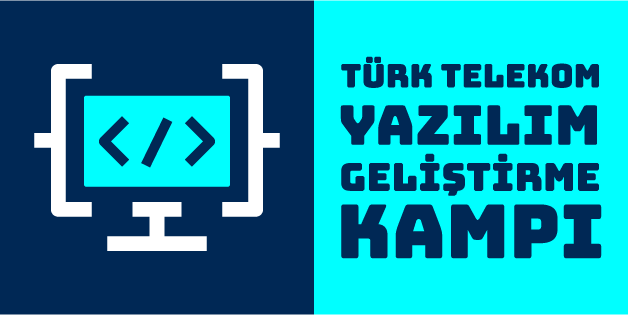 </>
TÜRK TELEKOM
YAZILIM
GELİŞTİRME
KAMPI